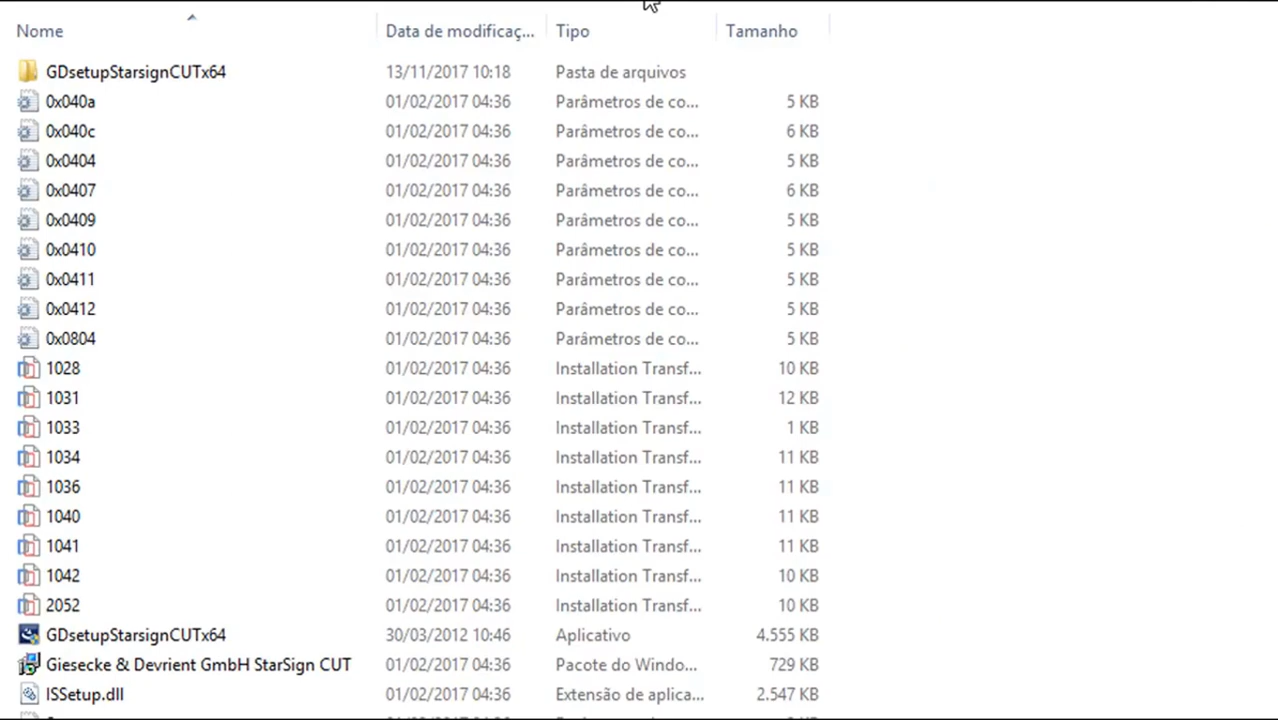 Nome Data de modificaç... Tipo Tamanho
GDsetupStarsignCUTx64 13/11/2017 10:18 Pasta de arquivos
0x040a 01/02/2017 04:36 Parâmetros de co... 5 KB
0x040c 01/02/2017 04:36 Parâmetros de co... 6 KB
0x0404 01/02/2017 04:36 Parâmetros de co... 5 KB
0x0407 01/02/2017 04:36 Parâmetros de co... 6 KB
0x0409 01/02/2017 04:36 Parâmetros de co... 5 KB
0x0410 01/02/2017 04:36 Parâmetros de co... 5 KB
0x0411 01/02/2017 04:36 Parâmetros de co... 5 KB
0x0412 01/02/2017 04:36 Parâmetros de co... 5 KB
0x0804 01/02/2017 04:36 Parâmetros de co... 5 KB
1028 01/02/2017 04:36 Installation Transf... 10 KB
1031 01/02/2017 04:36 Installation Transf... 12 KB
1033 01/02/2017 04:36 Installation Transf... 1 KB
1034 01/02/2017 04:36 Installation Transf... 11 KB
1036 01/02/2017 04:36 Installation Transf... 11 KB
1040 01/02/2017 04:36 Installation Transf... 11 KB
1041 01/02/2017 04:36 Installation Transf... 11 KB
1042 01/02/2017 04:36 Installation Transf... 10 KB
2052 01/02/2017 04:36 Installation Transf... 10 KB
GDsetupStarsignCUTx64 30/03/2012 10:46 Aplicativo 4.555 KB
Giesecke & Devrient GmbH StarSign CUT 01/02/2017 04:36 Pacote do Windo... 729 KB
ISSetup.dll 01/02/2017 04:36 Extensão de aplica... 2.547 KB